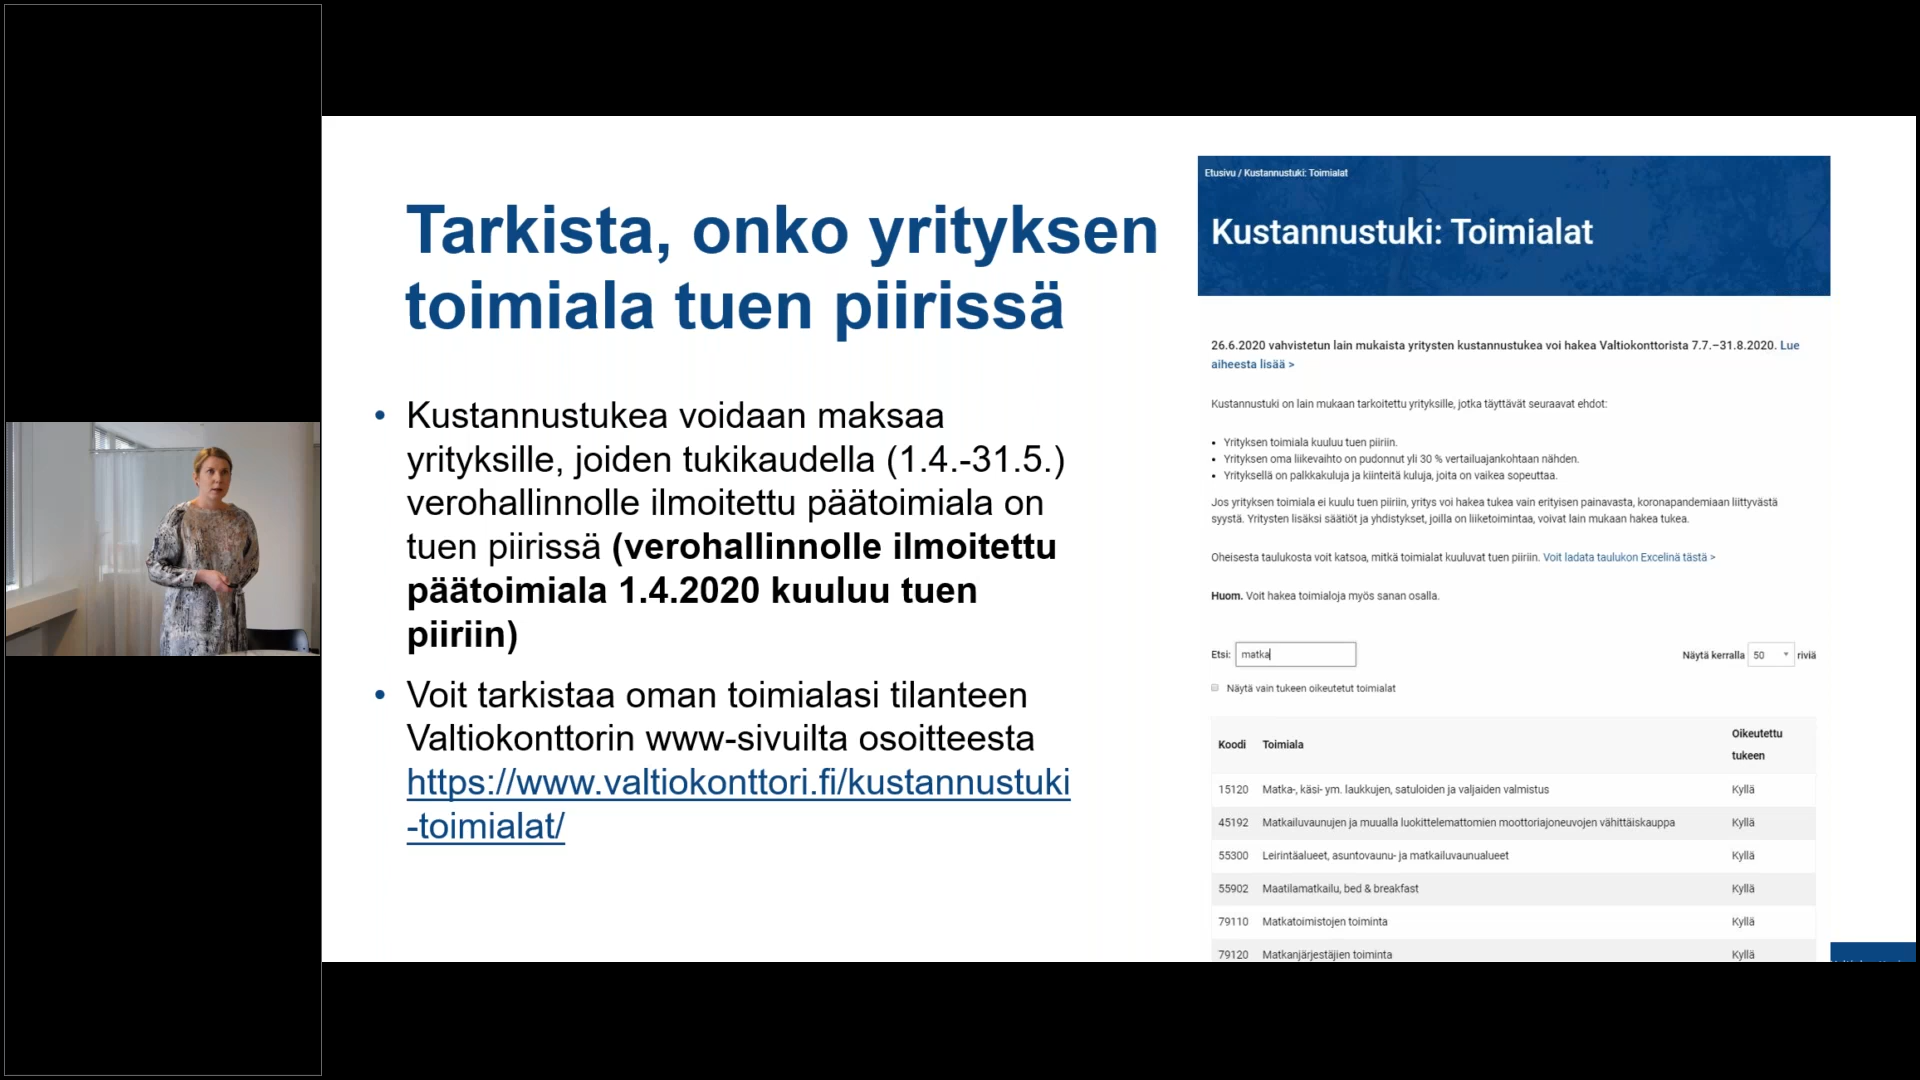 Tarkista, onko yrityksen
toimiala tuen piirissä
• Kustannustukea voidaan maksaa
yrityksille, joiden tukikaudella (1.4.-31.5.)
verohallinnolle ilmoitettu päätoimiala on
tuen piirissä (verohallinnolle ilmoitettu
päätoimiala 1.4.2020 kuuluu tuen
piiriin)
• Voit tarkistaa oman toimialasi tilanteen
Valtiokonttorin www-sivuilta osoitteesta
https://www.valtiokonttori.fi/kustannustuki
-toimialat/
Etusivu / Kustannustuki: Toimialat
Kustannustuki: Toimialat
26.6.2020 vahvistetun lain mukaista yritysten kustannustukea voi hakea Valtiokonttorista 7.7.–31.8.2020. Lue
aiheesta lisää >
Kustannustuki on lain mukaan tarkoitettu yrityksille, jotka täyttävät seuraavat ehdot:
• Yrityksen toimiala kuuluu tuen piiriin.
• Yrityksen oma liikevaihto on pudonnut yli 30 % vertailuajankohtaan nähden.
• Yrityksellä on palkkakuluja ja kiinteitä kuluja, joita on vaikea sopeuttaa.
Jos yrityksen toimiala ei kuulu tuen piiriin, yritys voi hakea tukea vain erityisen painavasta, koronapandemiaan liittyvästä
syystä. Yritysten lisäksi säätiöt ja yhdistykset, joilla on liiketoimintaa, voivat lain mukaan hakea tukea.
Oheisesta taulukosta voit katsoa, mitkä toimialat kuuluvat tuen piiriin. Voit ladata taulukon Excelinä tästä >
Huom. Voit hakea toimialoja myös sanan osalla.
Etsi: matka Näytä kerralla 50 riviä
Näytä vain tukeen oikeutetut toimialat
Koodi Toimiala Oikeutettu
tukeen
15120 Matka-, käsi- ym. laukkujen, satuloiden ja valjaiden valmistus Kyllä
45192 Matkailuvaunujen ja muualla luokittelemattomien moottoriajoneuvojen vähittäiskauppa Kyllä
55300 Leirintäalueet, asuntovaunu- ja matkailuvaunualueet Kyllä
55902 Maatilamatkailu, bed & breakfast Kyllä
79110 Matkatoimistojen toiminta Kyllä
79120 Matkanjärjestäjien toiminta Kyllä